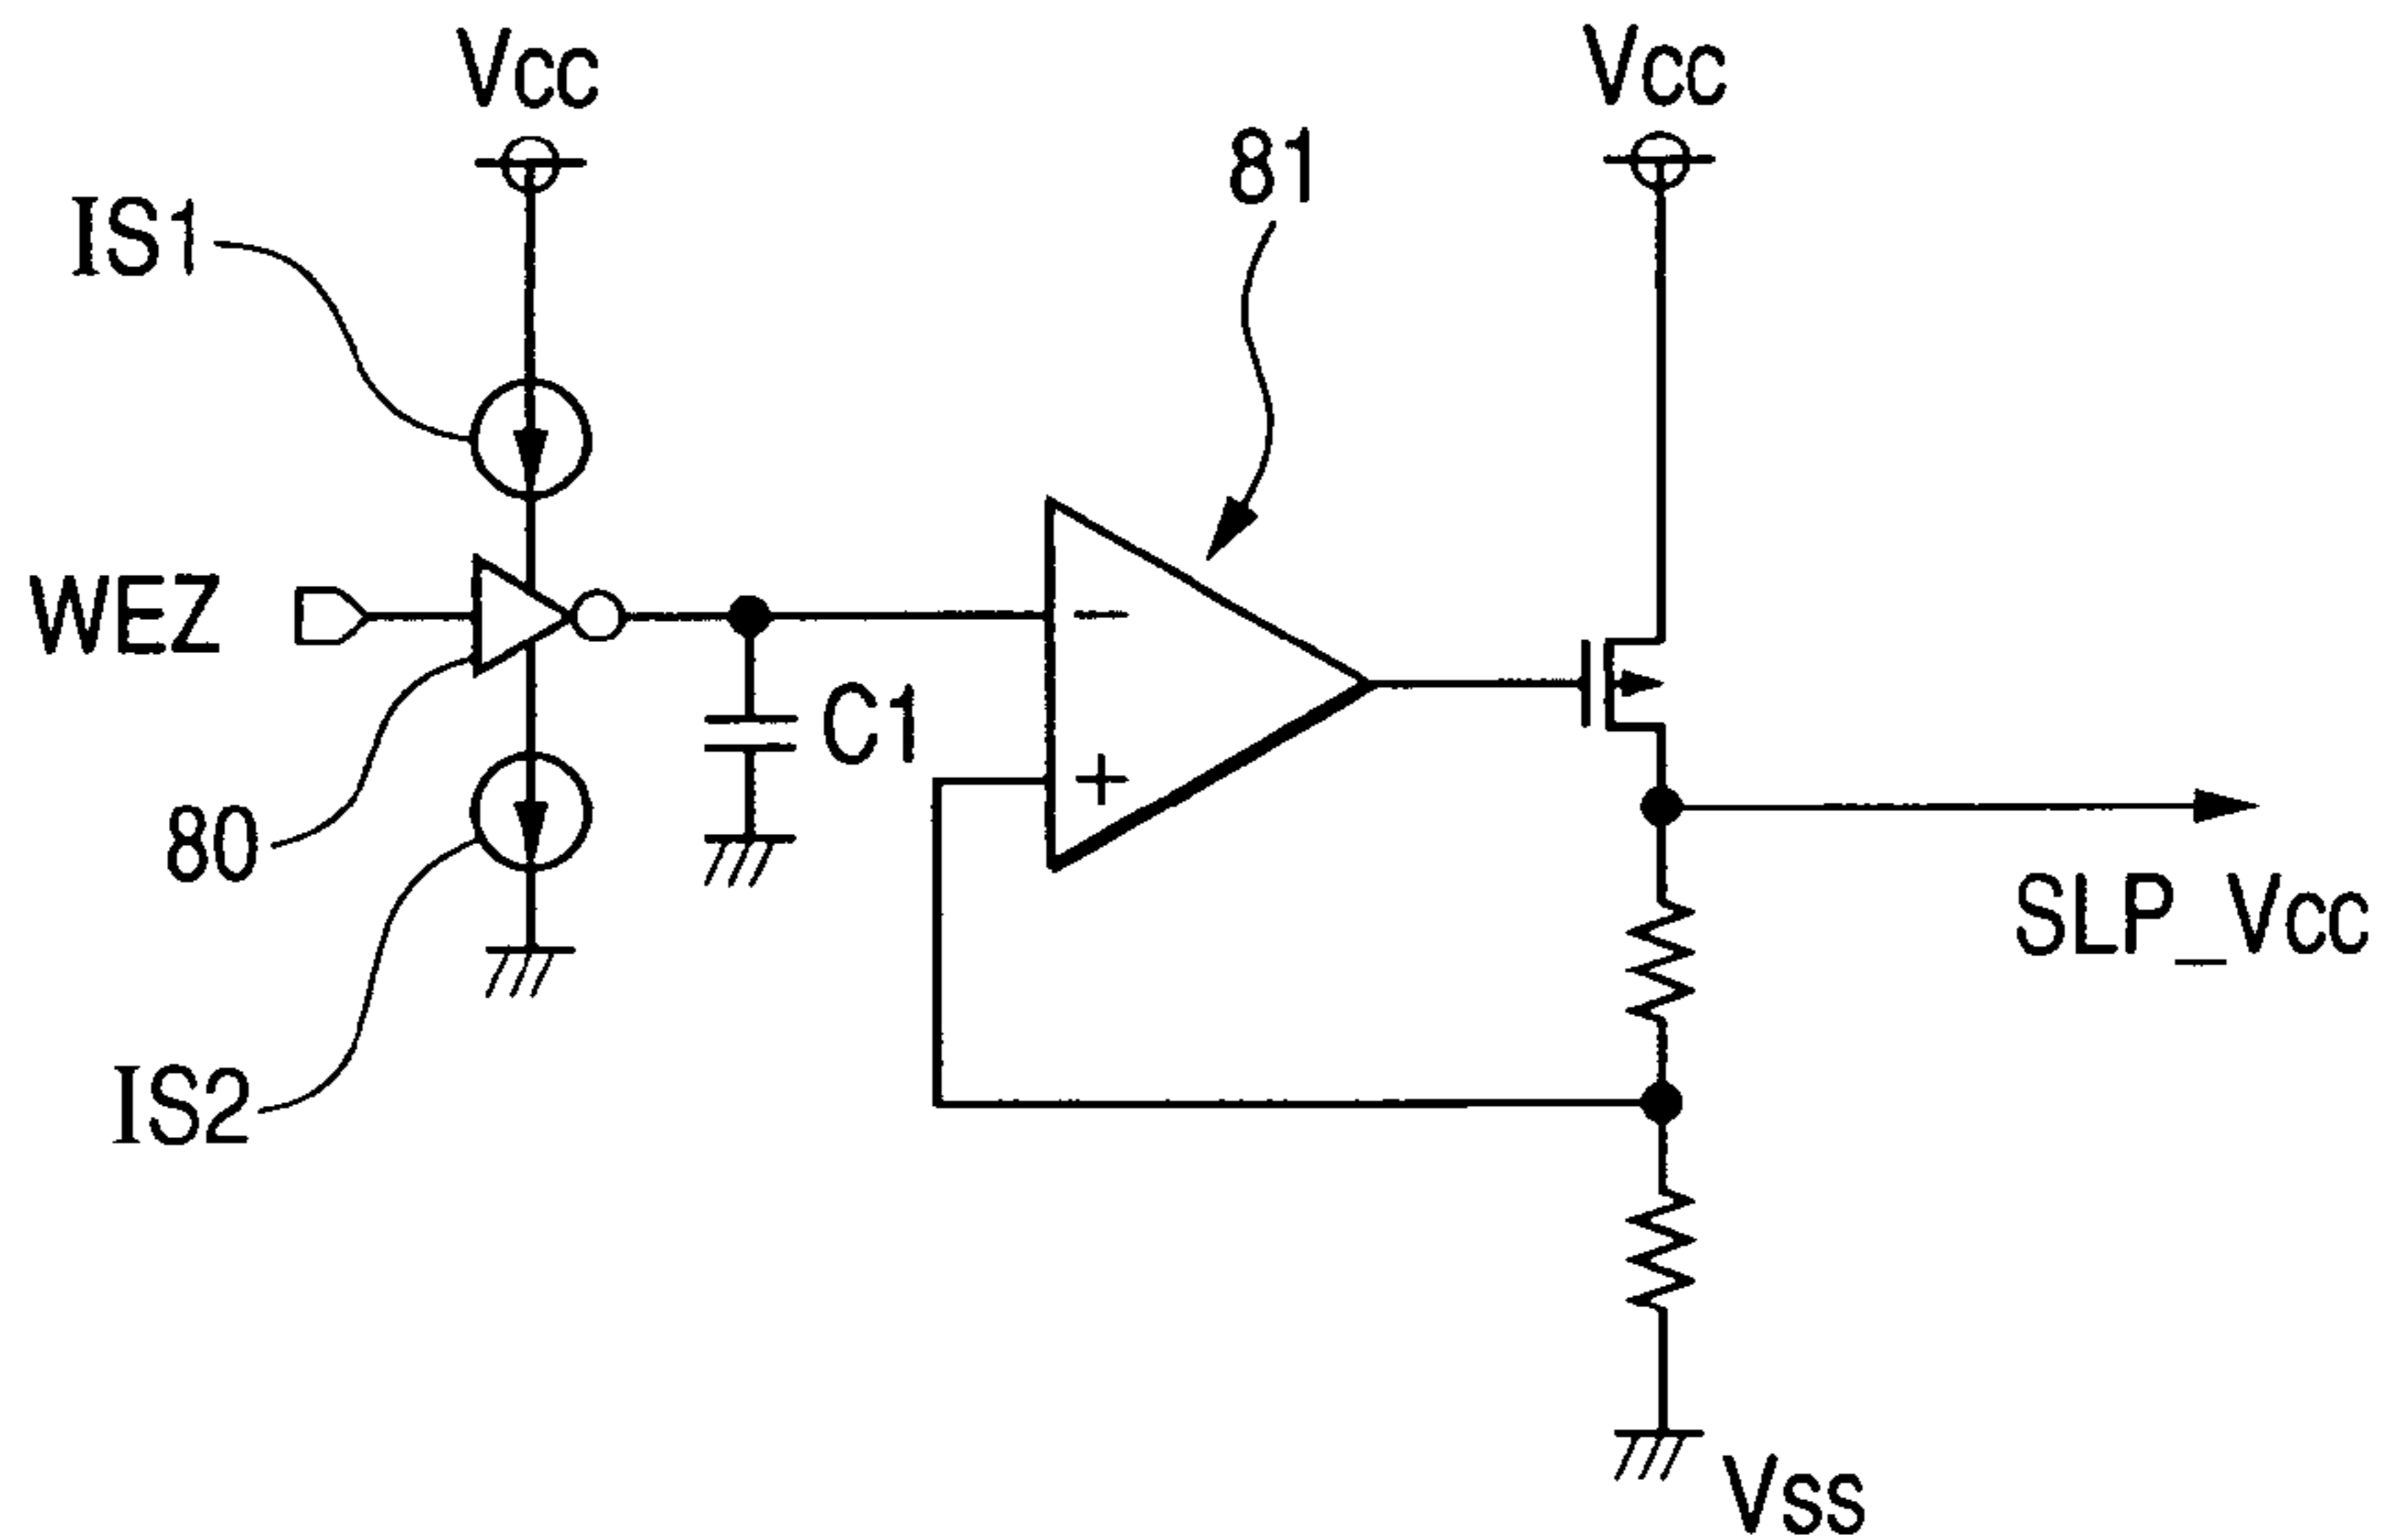 Vcc
Vcc
81
IS1
WEZ
−
C1
+
80
SLP_Vcc
IS2
Vss